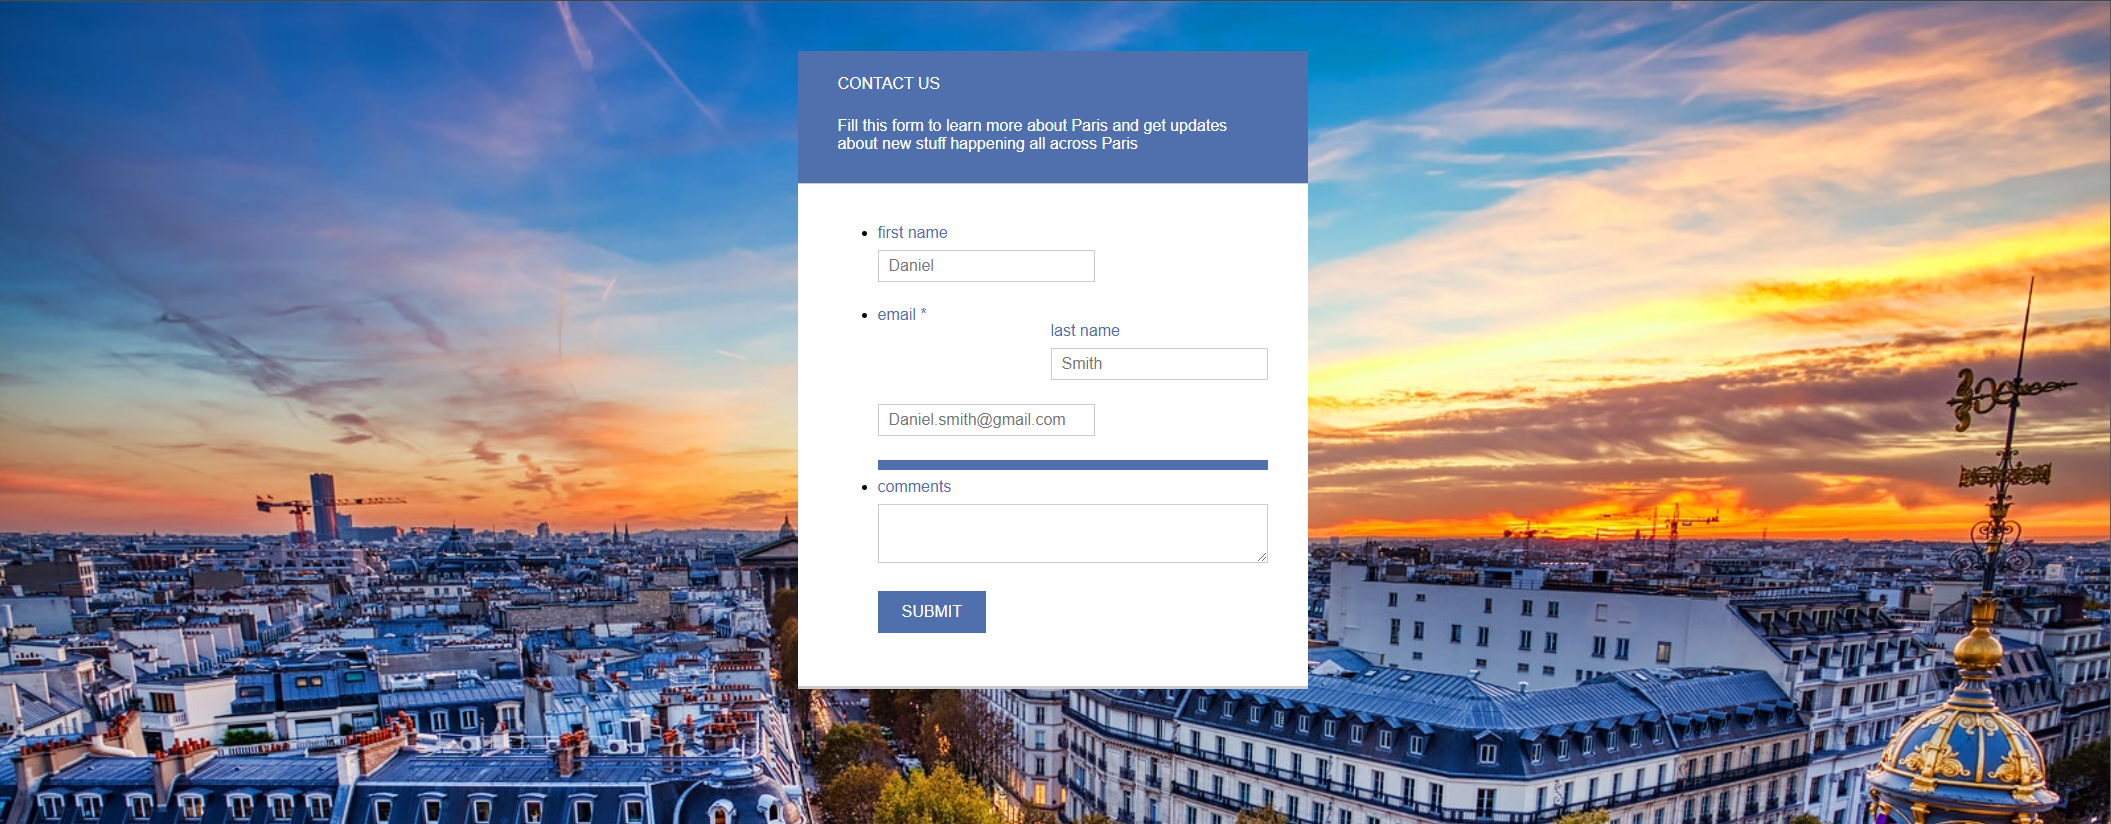 CONTACT US
Fill this form to learn more about Paris and get updates
about new stuff happening all across Paris
first name
Daniel
email *
last name
Smith
Daniel.smith@gmail.com
comments
SUBMIT